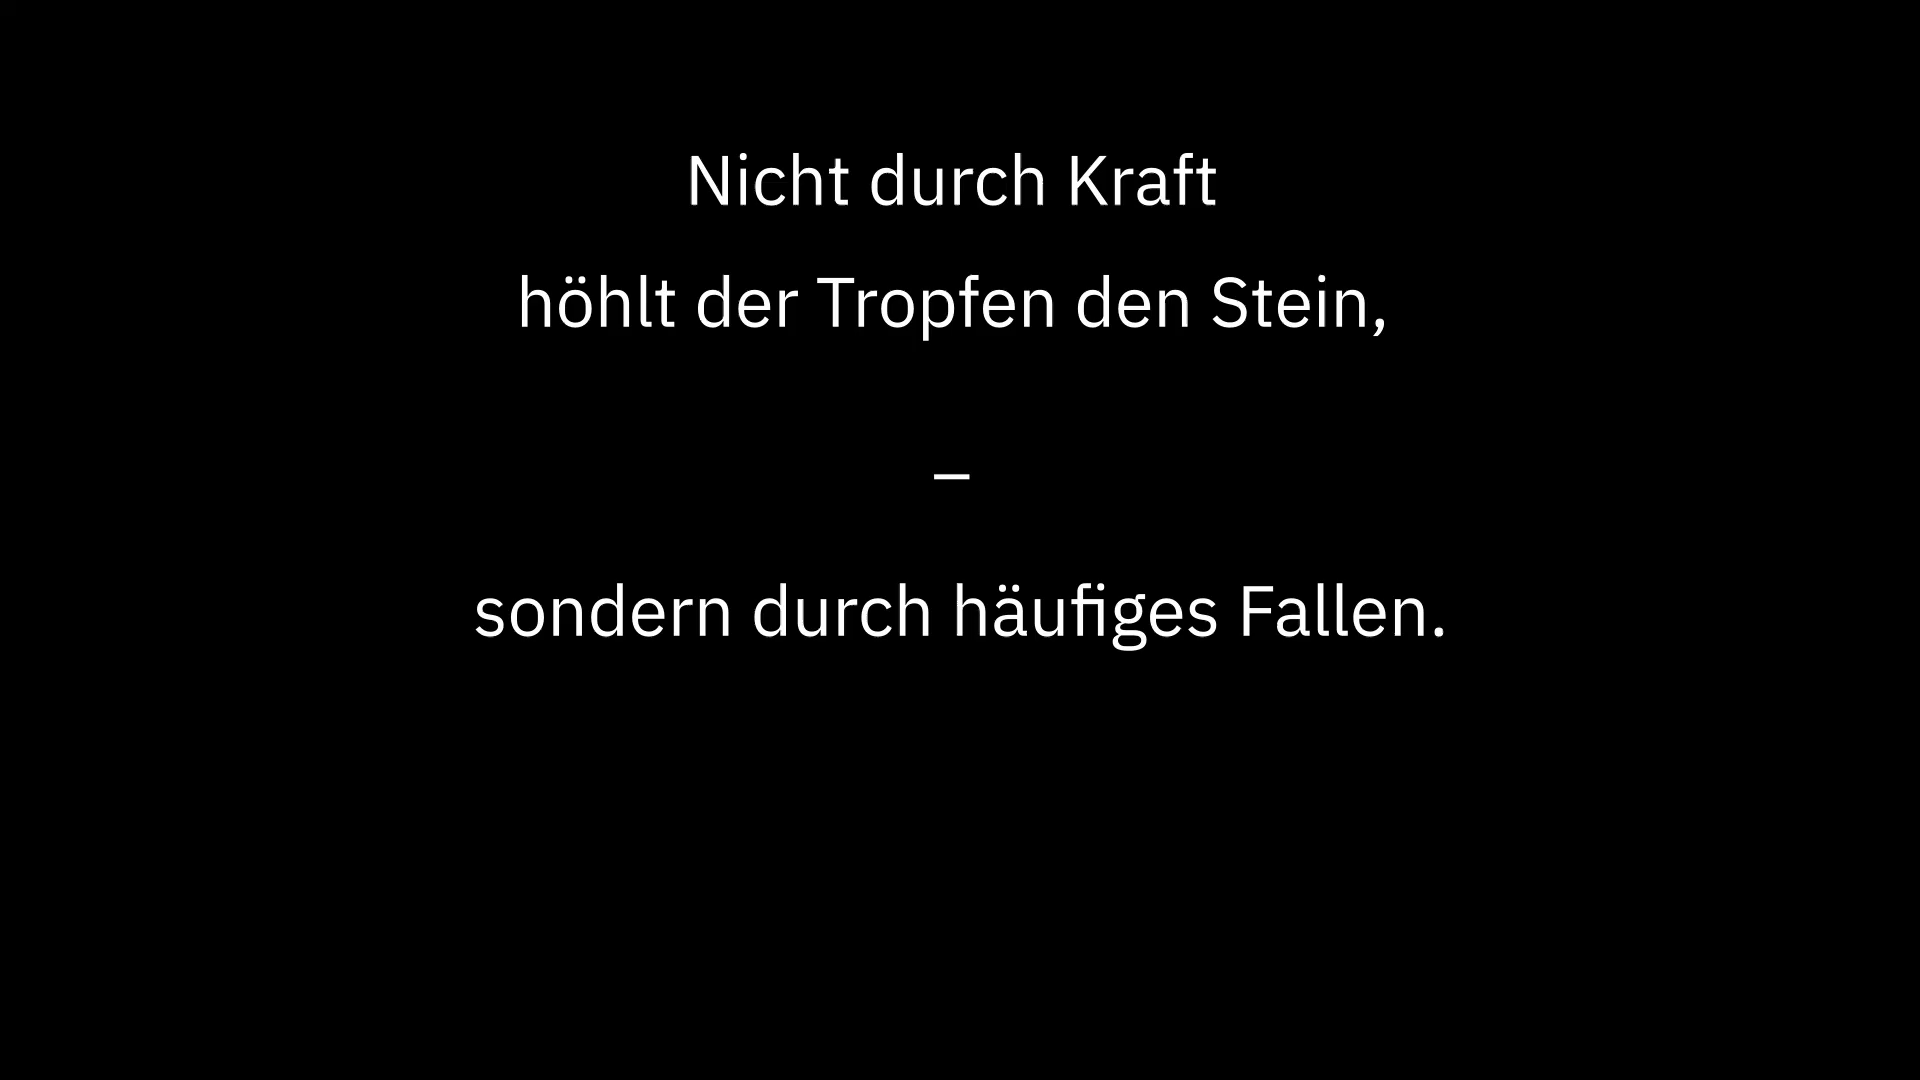 Nicht durch Kraft
höhlt der Tropfen den Stein,
–
sondern durch häufiges Fallen.